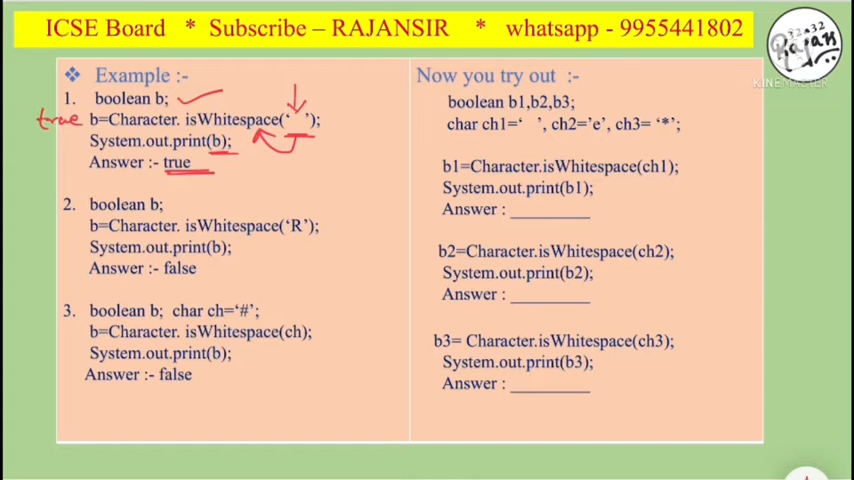 ICSE Board * Subscribe – RAJANSIR * whatsapp - 9955441802
Rajan
KINEMASTER
❖ Example :-
1. boolean b;
true b=Character. isWhitespace(‘ ’);
System.out.print(b);
Answer :- true
2. boolean b;
b=Character. isWhitespace(‘R’);
System.out.print(b);
Answer :- false
3. boolean b; char ch=‘#’;
b=Character. isWhitespace(ch);
System.out.print(b);
Answer :- false
Now you try out :-
boolean b1,b2,b3;
char ch1=‘ ’, ch2=’e’, ch3= ‘*’;
b1=Character.isWhitespace(ch1);
System.out.print(b1);
Answer : _________
b2=Character.isWhitespace(ch2);
System.out.print(b2);
Answer : _________
b3= Character.isWhitespace(ch3);
System.out.print(b3);
Answer : _________